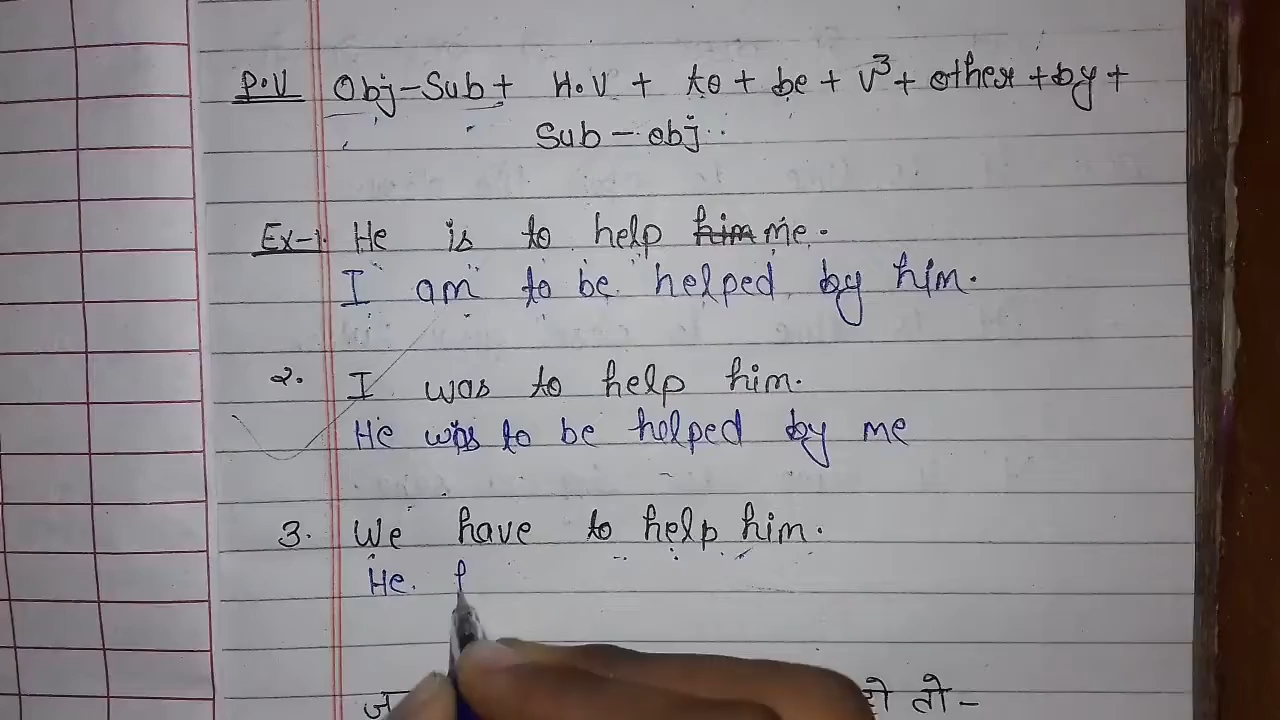 P.V Obj-Sub + H.V + to + be + V³ + other + by +
Sub - obj.
Ex-1. He is to help him me.
I am to be helped by him.
2. I was to help him.
He was to be helped by me
3. We have to help him.
He.
तो -